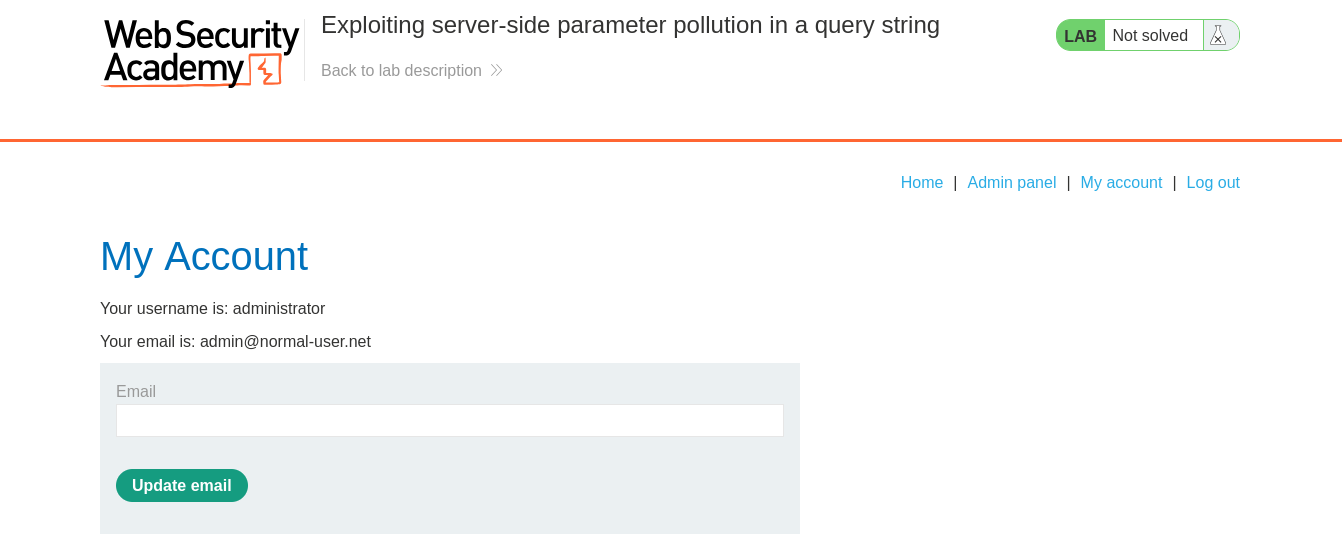 Web Security
Academy
Exploiting server-side parameter pollution in a query string
Back to lab description
LAB Not solved
Home | Admin panel | My account | Log out
My Account
Your username is: administrator
Your email is: admin@normal-user.net
Email
Update email